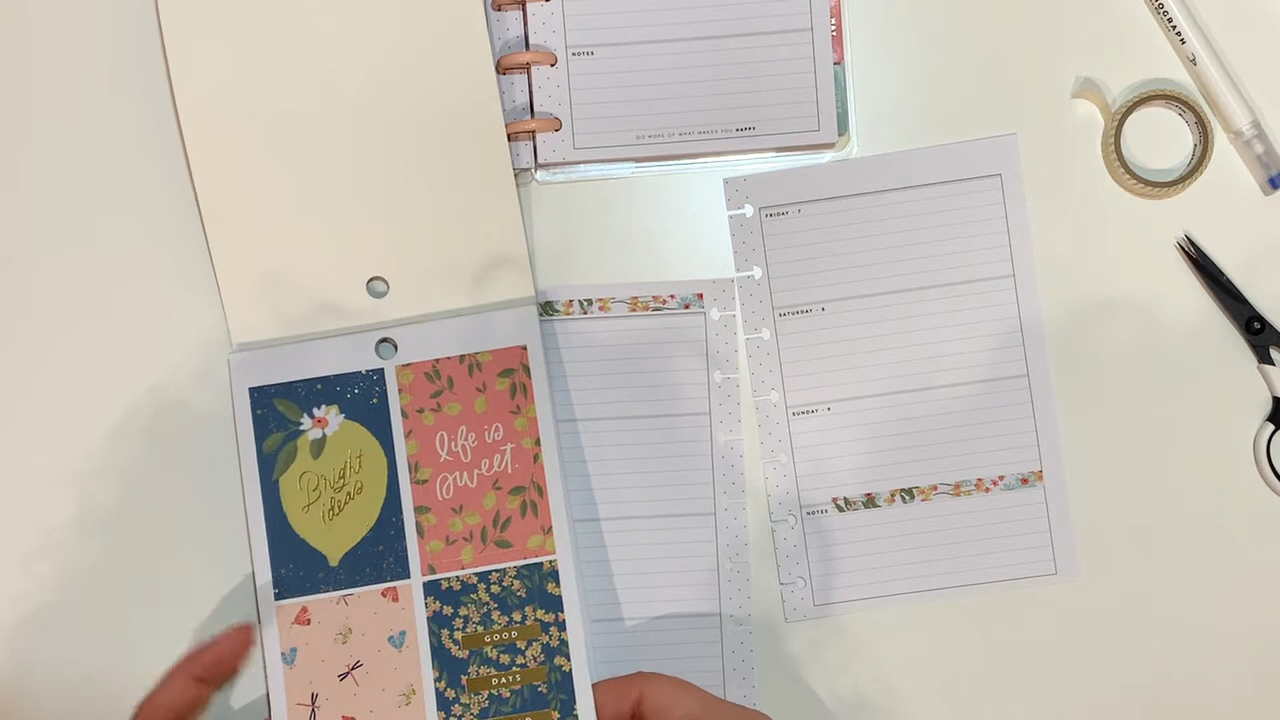 NOTES
DO MORE OF WHAT MAKES YOU HAPPY
FRIDAY · 7
SATURDAY · 8
SUNDAY · 9
NOTES
Bright
ideas
life is
sweet.
GOOD
DAYS